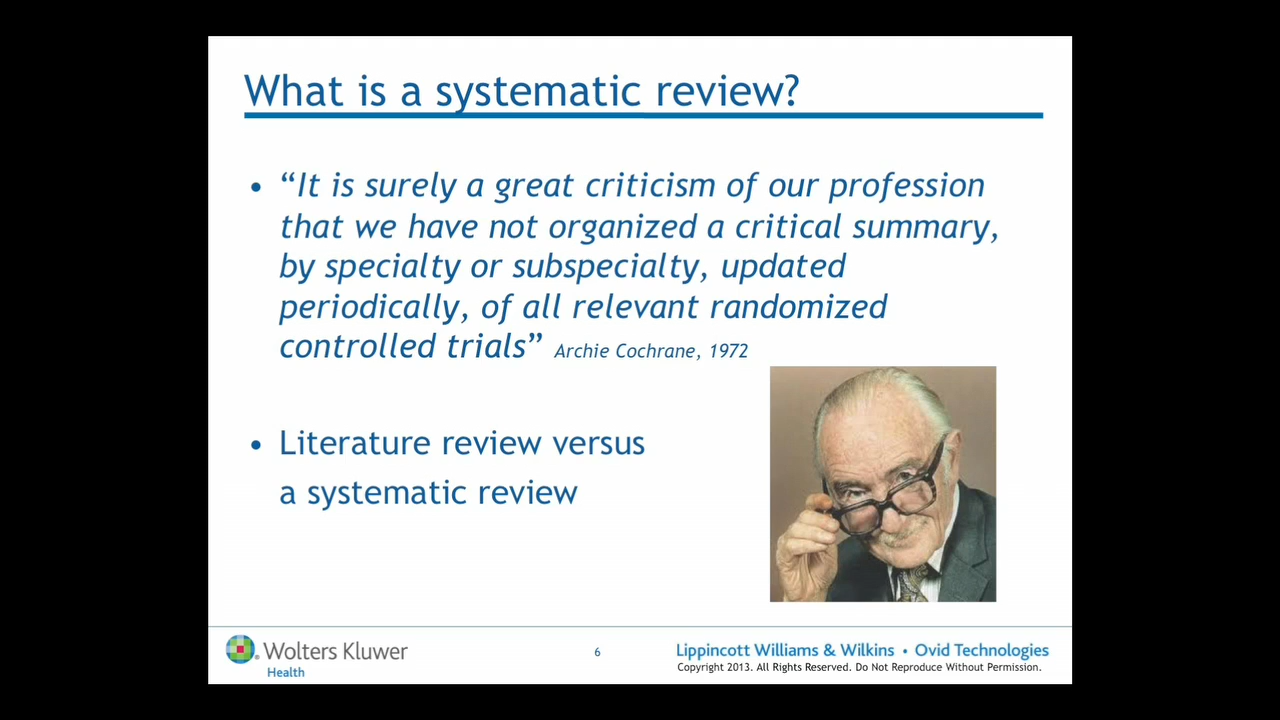 What is a systematic review?
• “It is surely a great criticism of our profession
that we have not organized a critical summary,
by specialty or subspecialty, updated
periodically, of all relevant randomized
controlled trials” Archie Cochrane, 1972
• Literature review versus
a systematic review
Wolters Kluwer
Health
6
Lippincott Williams & Wilkins • Ovid Technologies
Copyright 2013. All Rights Reserved. Do Not Reproduce Without Permission.